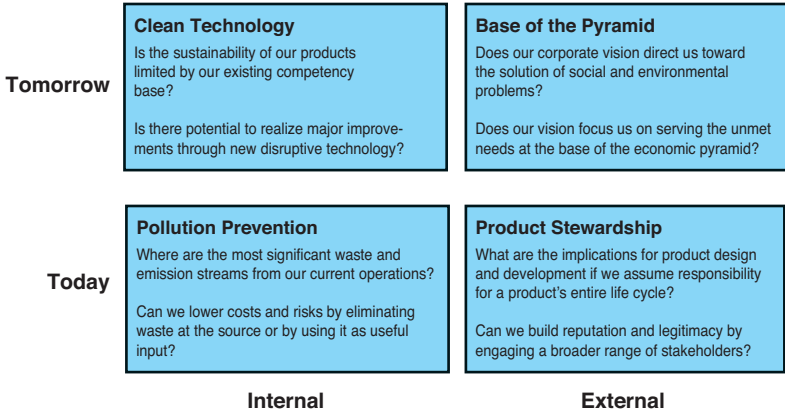 Clean Technology
Is the sustainability of our products
limited by our existing competency
base?
Is there potential to realize major improve-
ments through new disruptive technology?
Base of the Pyramid
Does our corporate vision direct us toward
the solution of social and environmental
problems?
Does our vision focus us on serving the unmet
needs at the base of the economic pyramid?
Tomorrow
Pollution Prevention
Where are the most significant waste and
emission streams from our current operations?
Can we lower costs and risks by eliminating
waste at the source or by using it as useful
input?
Product Stewardship
What are the implications for product design
and development if we assume responsibility
for a product's entire life cycle?
Can we build reputation and legitimacy by
engaging a broader range of stakeholders?
Today
Internal
External